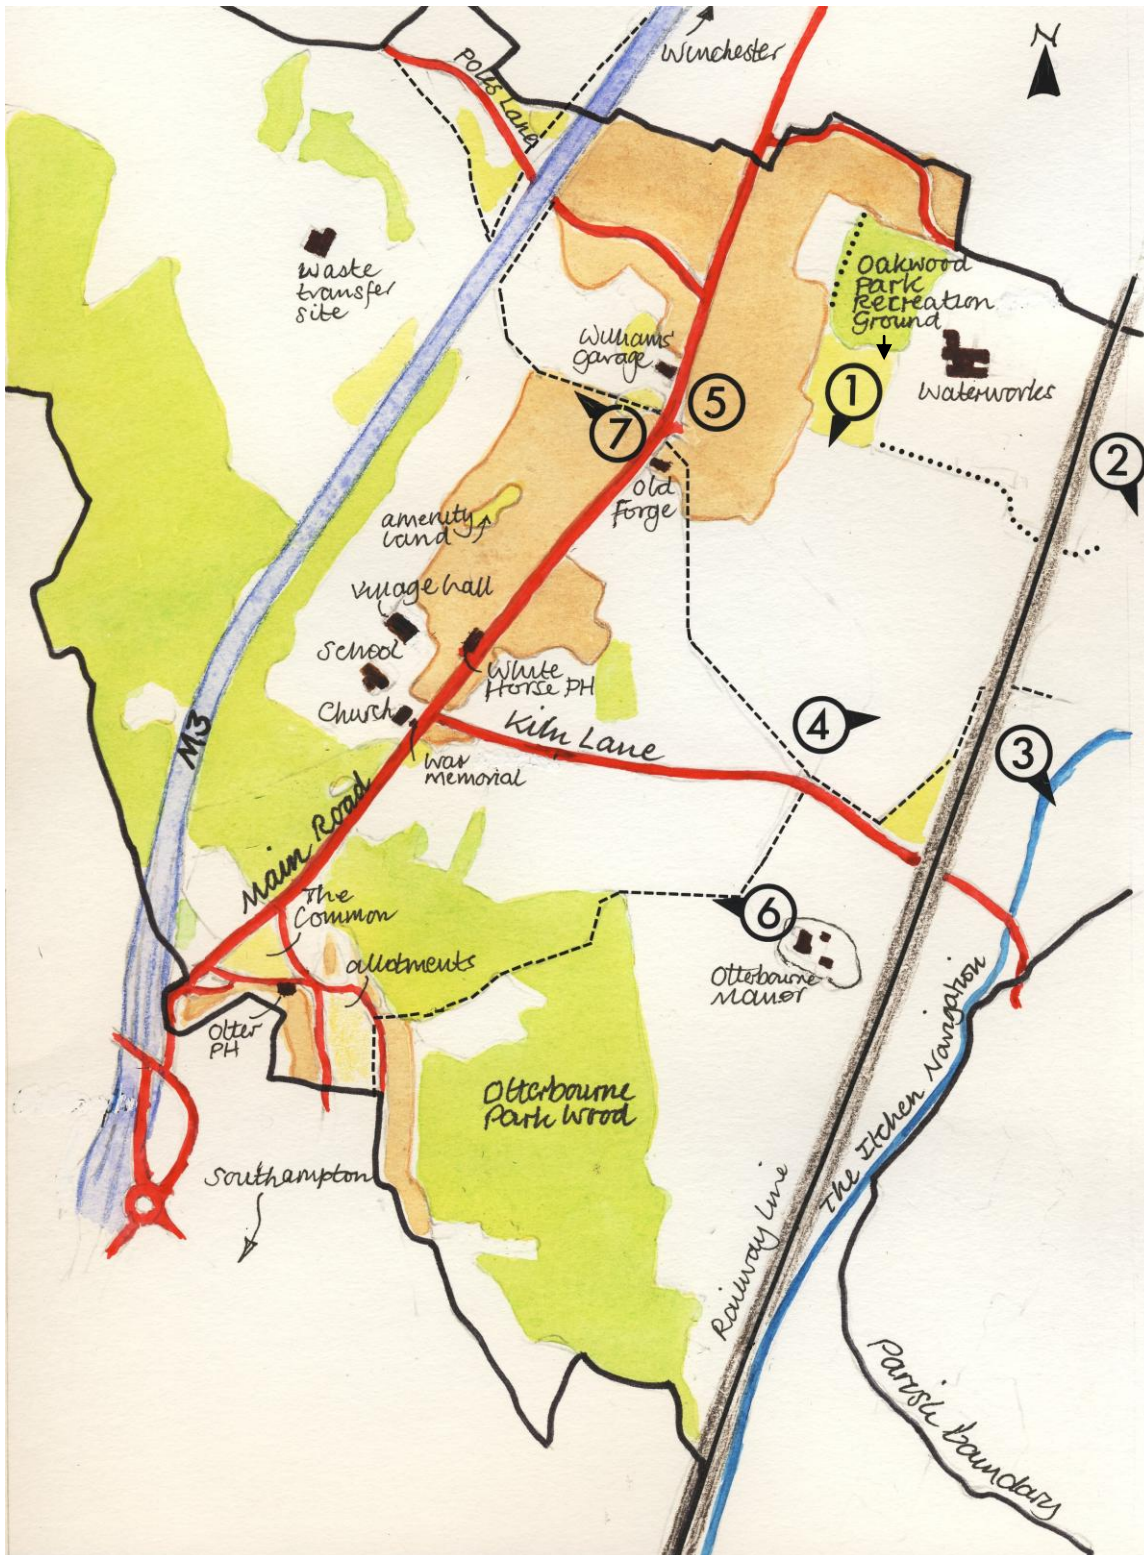 Winchester
N
Poles Lane
Waste
transfer
site
Oakwood
Park
Recreation
Ground
Williams'
garage
Waterworks
1
5
7
2
Old
Forge
amenity
land
Village hall
School
White
Horse PH
Church
Kiln Lane
4
3
War
memorial
M3
Main Road
The
Common
6
allotments
Otterbourne
Manor
Otter
PH
The Itchen Navigation
Otterbourne
Park Wood
Southampton
Railway Line
Parish boundary